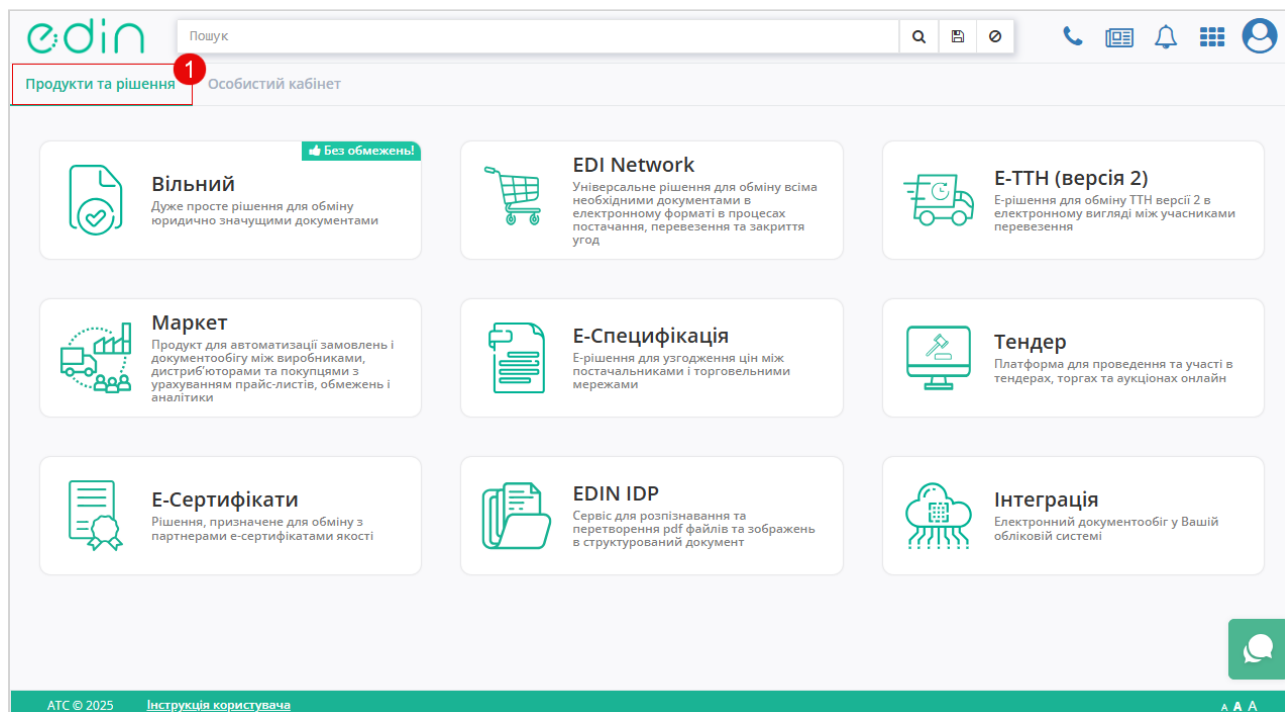 edin
Пошук
1
Продукти та рішення
Особистий кабінет
Без обмежень!
Вільний
Дуже просте рішення для обміну
юридично значущими документами
EDI Network
Універсальне рішення для обміну всіма
необхідними документами в
електронному форматі в процесах
постачання, перевезення та закриття
угод
Е-ТТН (версія 2)
Е-рішення для обміну ТТН версії 2 в
електронному вигляді між учасниками
перевезення
Маркет
Продукт для автоматизації замовлень і
документообігу між виробниками,
дистриб'юторами та покупцями з
урахуванням прайс-листів, обмежень і
аналітики
Е-Специфікація
Е-рішення для узгодження цін між
постачальниками і торговельними
мережами
Тендер
Платформа для проведення та участі в
тендерах, торгах та аукціонах онлайн
Е-Сертифікати
Рішення, призначене для обміну з
партнерами е-сертифікатами якості
EDIN IDP
Сервіс для розпізнавання та
перетворення pdf файлів та зображень
в структурований документ
Інтеграція
Електронний документообіг у Вашій
обліковій системі
АТС © 2025
Інструкція користувача
A A A